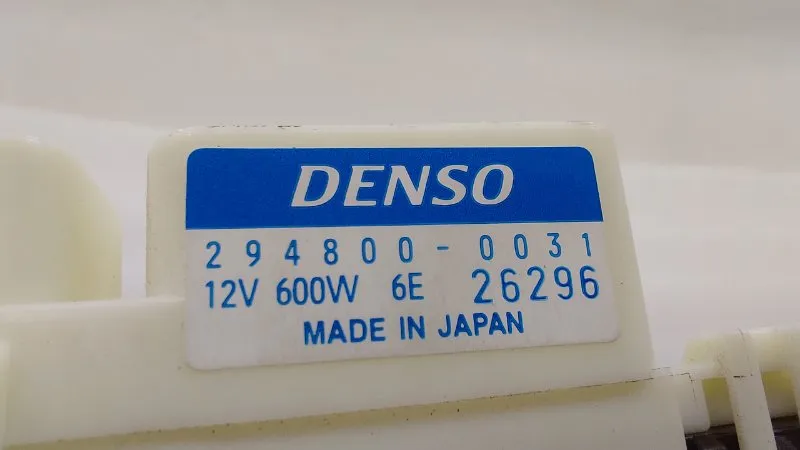 DENSO
294800-0031
12V 600W 6E 26296
MADE IN JAPAN